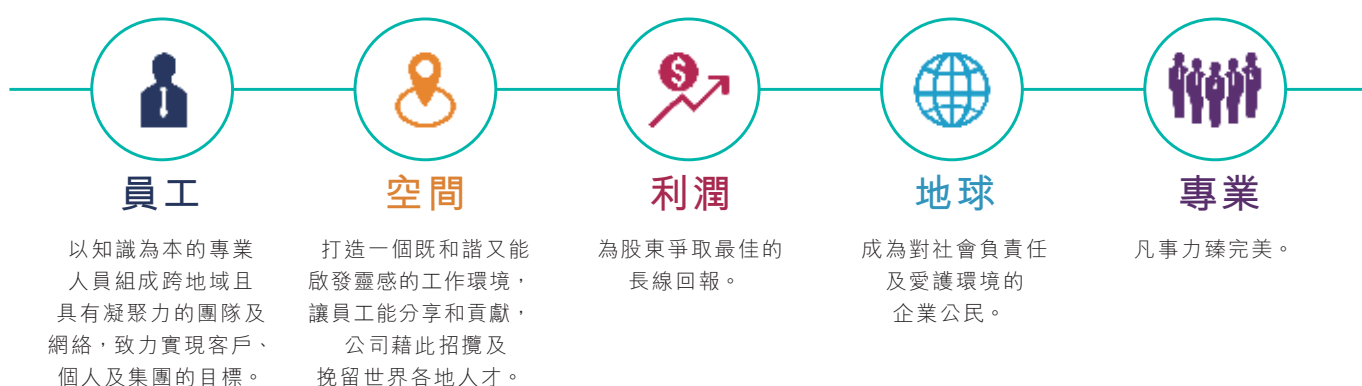 員工
以知識為本的專業
人員組成跨地域且
具有凝聚力的團隊及
網絡，致力實現客戶、
個人及集團的目標。
空間
打造一個既和諧又能
啟發靈感的工作環境，
讓員工能分享和貢獻，
公司藉此招攬及
挽留世界各地人才。
利潤
為股東爭取最佳的
長線回報。
地球
成為對社會負責任
及愛護環境的
企業公民。
專業
凡事力臻完美。